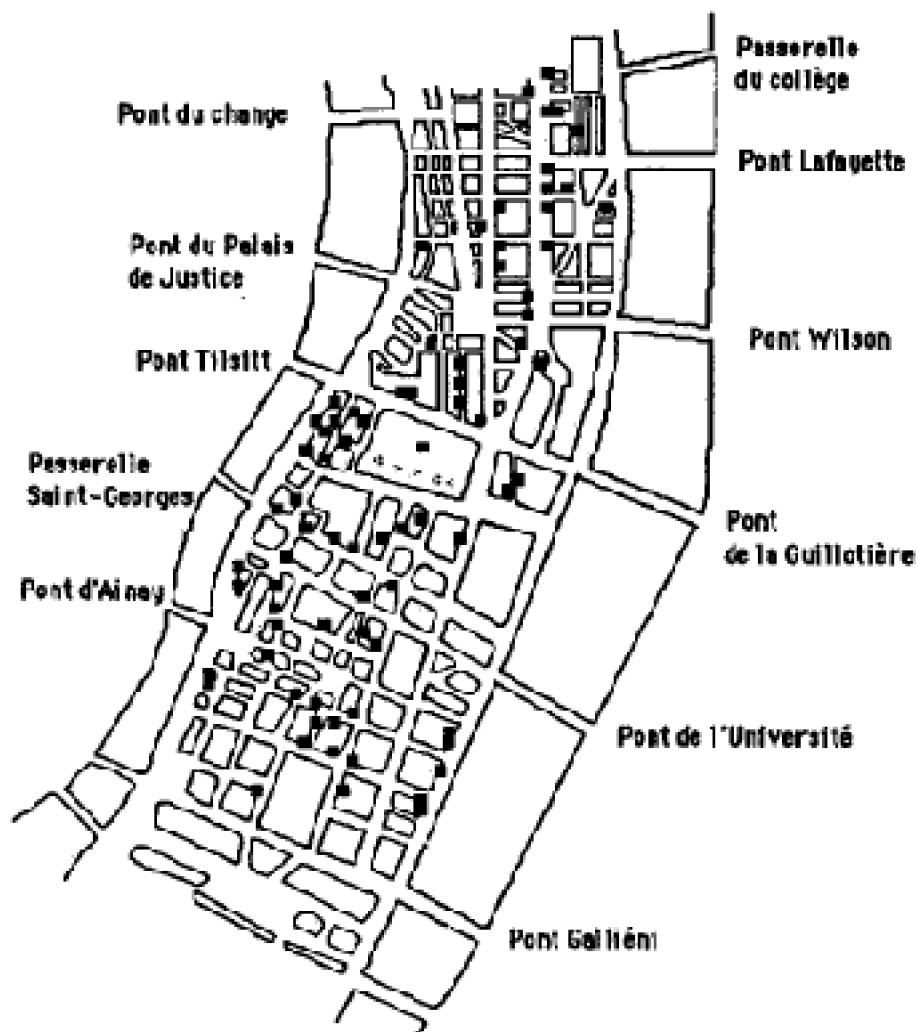 Passerelle
du collège
Pont du change
Pont Lafayette
Pont du Palais
de Justice
Pont Wilson
Pont Tilsitt
Passerelle
Saint-Georges
Pont
de la Guillotière
Pont d'Ainay
Pont de l'Université
Pont Galliéni